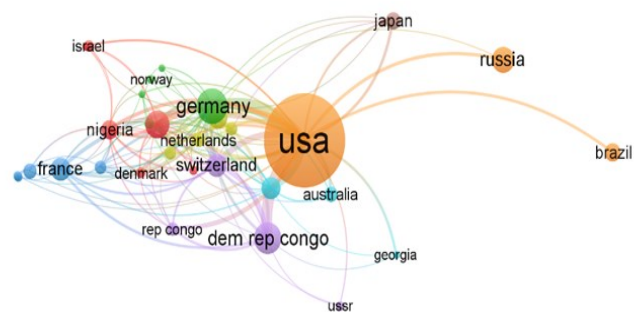 japan
israel
russia
norway
germany
nigeria
usa
netherlands
brazil
france
switzerland
denmark
australia
rep congo
dem rep congo
georgia
ussr